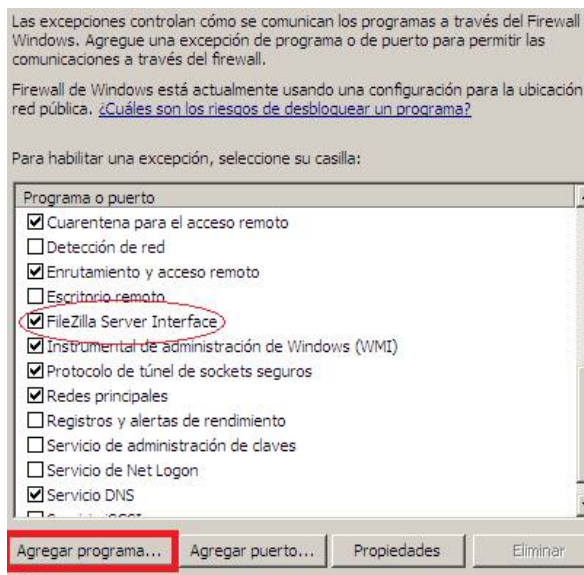 Las excepciones controlan cómo se comunican los programas a través del Firewall
Windows. Agregue una excepción de programa o de puerto para permitir las
comunicaciones a través del firewall.
Firewall de Windows está actualmente usando una configuración para la ubicación
red pública. ¿Cuáles son los riesgos de desbloquear un programa?
Para habilitar una excepción, seleccione su casilla:
Programa o puerto
Cuarentena para el acceso remoto
Detección de red
Enrutamiento y acceso remoto
Escritorio remoto
FileZilla Server Interface
Instrumental de administración de Windows (WMI)
Protocolo de túnel de sockets seguros
Redes principales
Registros y alertas de rendimiento
Servicio de administración de claves
Servicio de Net Logon
Servicio DNS
Agregar programa... Agregar puerto... Propiedades Eliminar